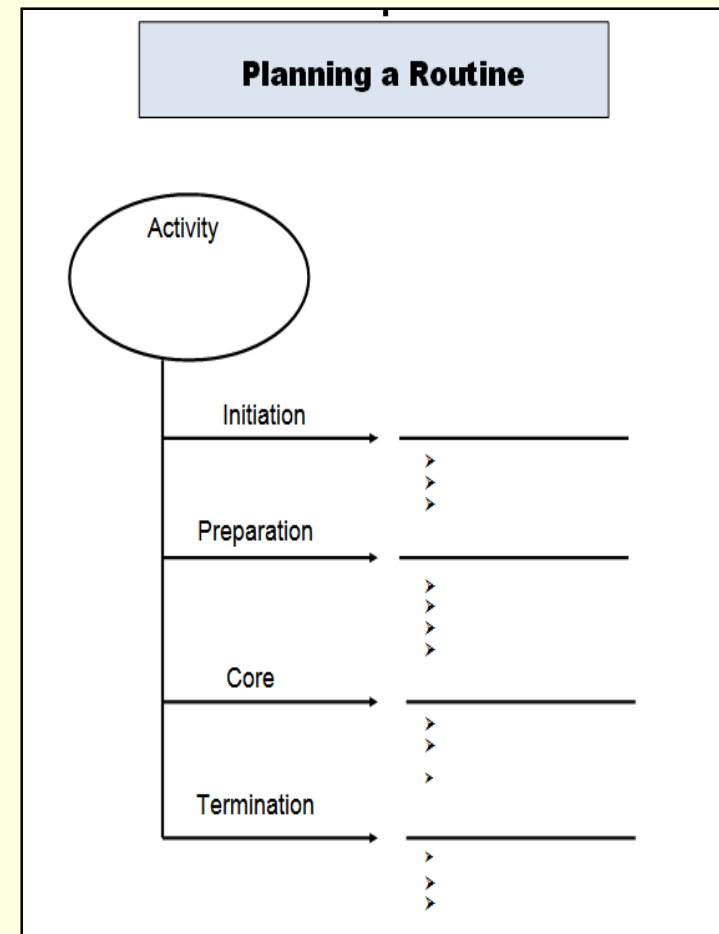 Planning a Routine
Activity
Initiation
Preparation
Core
Termination